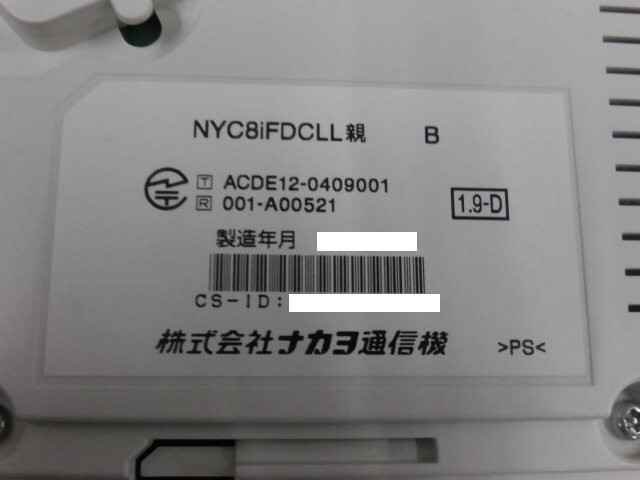 NYC8iFDCLL親 B
T ACDE12-0409001
R 001-A00521
1.9-D
製造年月
CS-ID:
株式会社ナカヨ通信機
>PS<